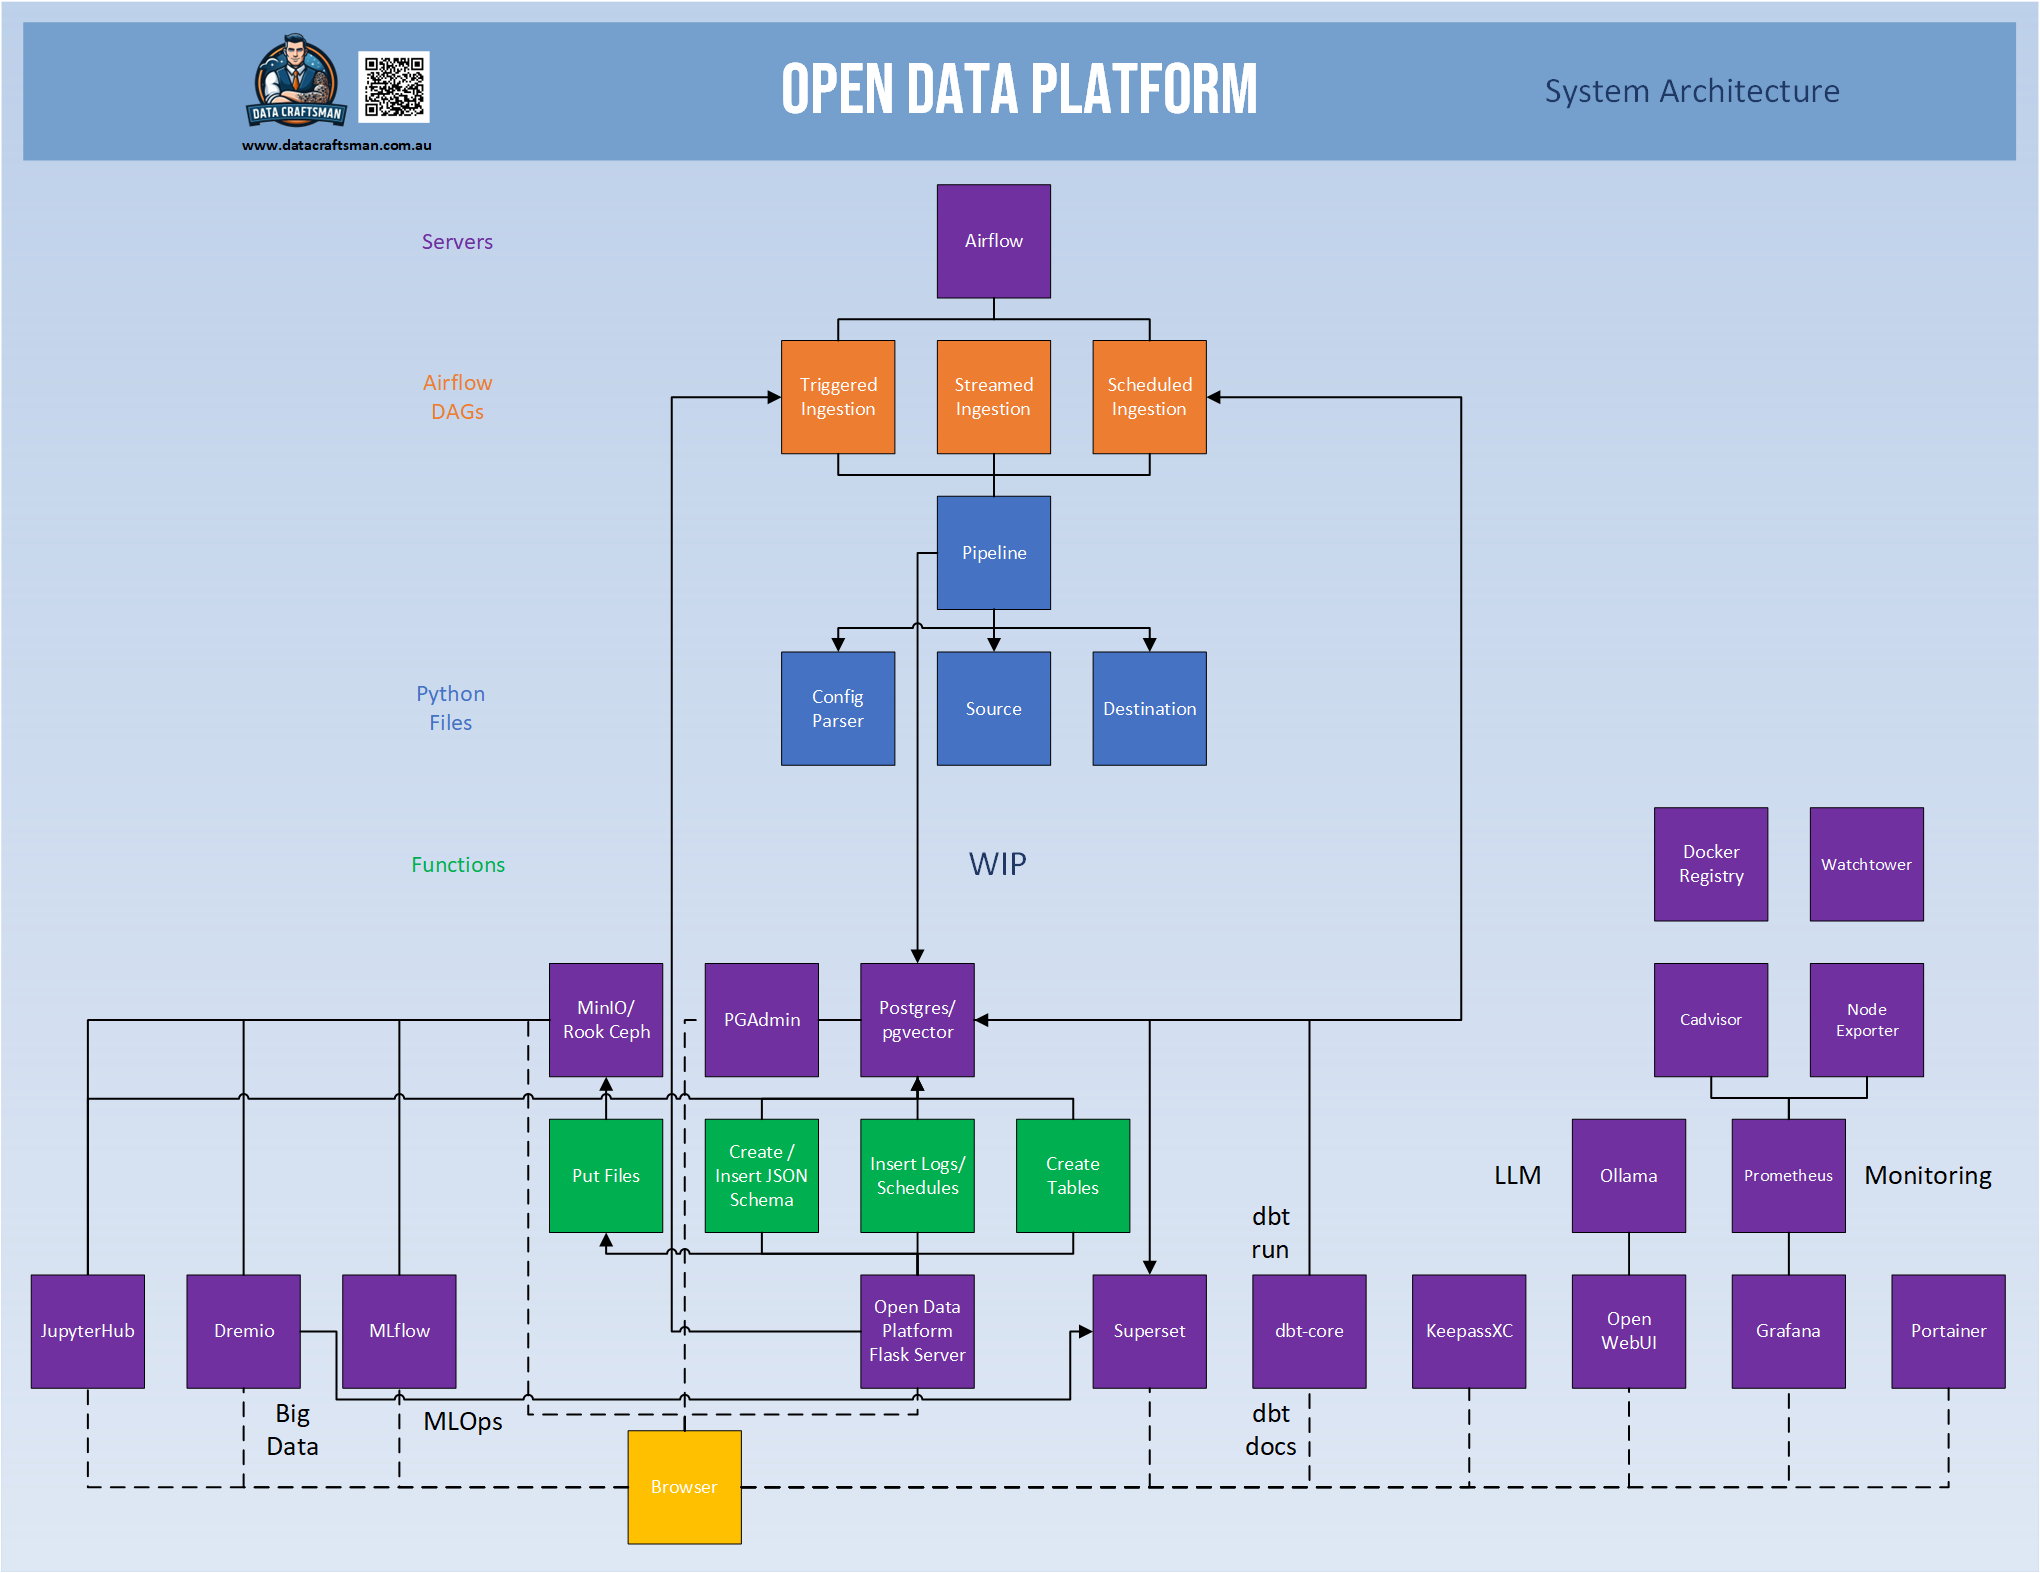 DATA CRAFTSMAN
www.datacraftsman.com.au
OPEN DATA PLATFORM
System Architecture
Servers
Airflow
Airflow
DAGs
Triggered
Ingestion
Streamed
Ingestion
Scheduled
Ingestion
Pipeline
Python
Files
Config
Parser
Source
Destination
Functions
WIP
Docker
Registry
Watchtower
MinIO/
Rook Ceph
PGAdmin
Postgres/
pgvector
Cadvisor
Node
Exporter
Put Files
Create /
Insert JSON
Schema
Insert Logs/
Schedules
Create
Tables
LLM
Ollama
Prometheus
Monitoring
dbt
run
JupyterHub
Dremio
MLflow
Open Data
Platform
Flask Server
Superset
dbt-core
KeepassXC
Open
WebUI
Grafana
Portainer
Big
Data
MLOps
dbt
docs
Browser